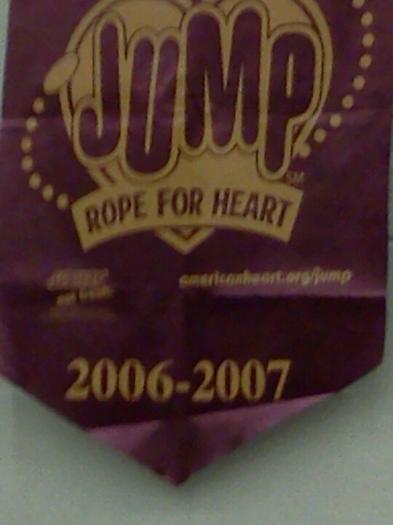 JUMP
SM
ROPE FOR HEART
americanheart.org/jump
2006-2007